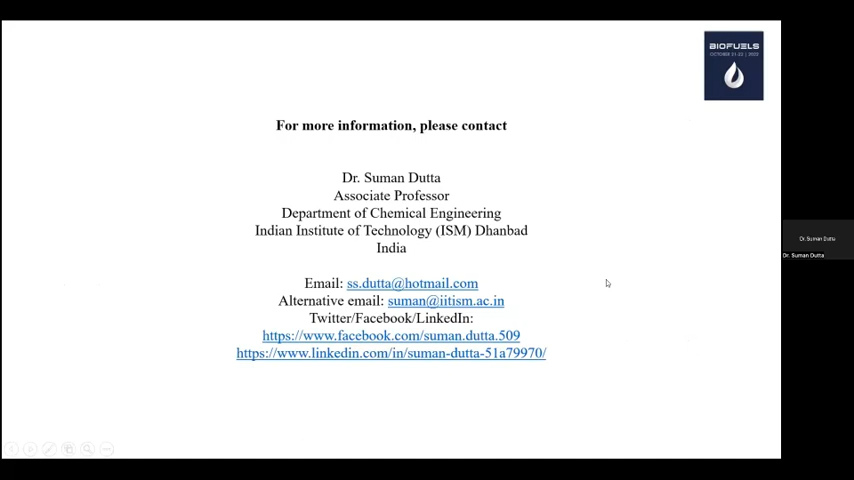 BIOFUELS
For more information, please contact
Dr. Suman Dutta
Associate Professor
Department of Chemical Engineering
Indian Institute of Technology (ISM) Dhanbad
India
Email: ss.dutta@hotmail.com
Alternative email: suman@iitism.ac.in
Twitter/Facebook/LinkedIn:
https://www.facebook.com/suman.dutta.509
https://www.linkedin.com/in/suman-dutta-51a79970/
Dr. Suman Dutta
Dr. Suman Dutta